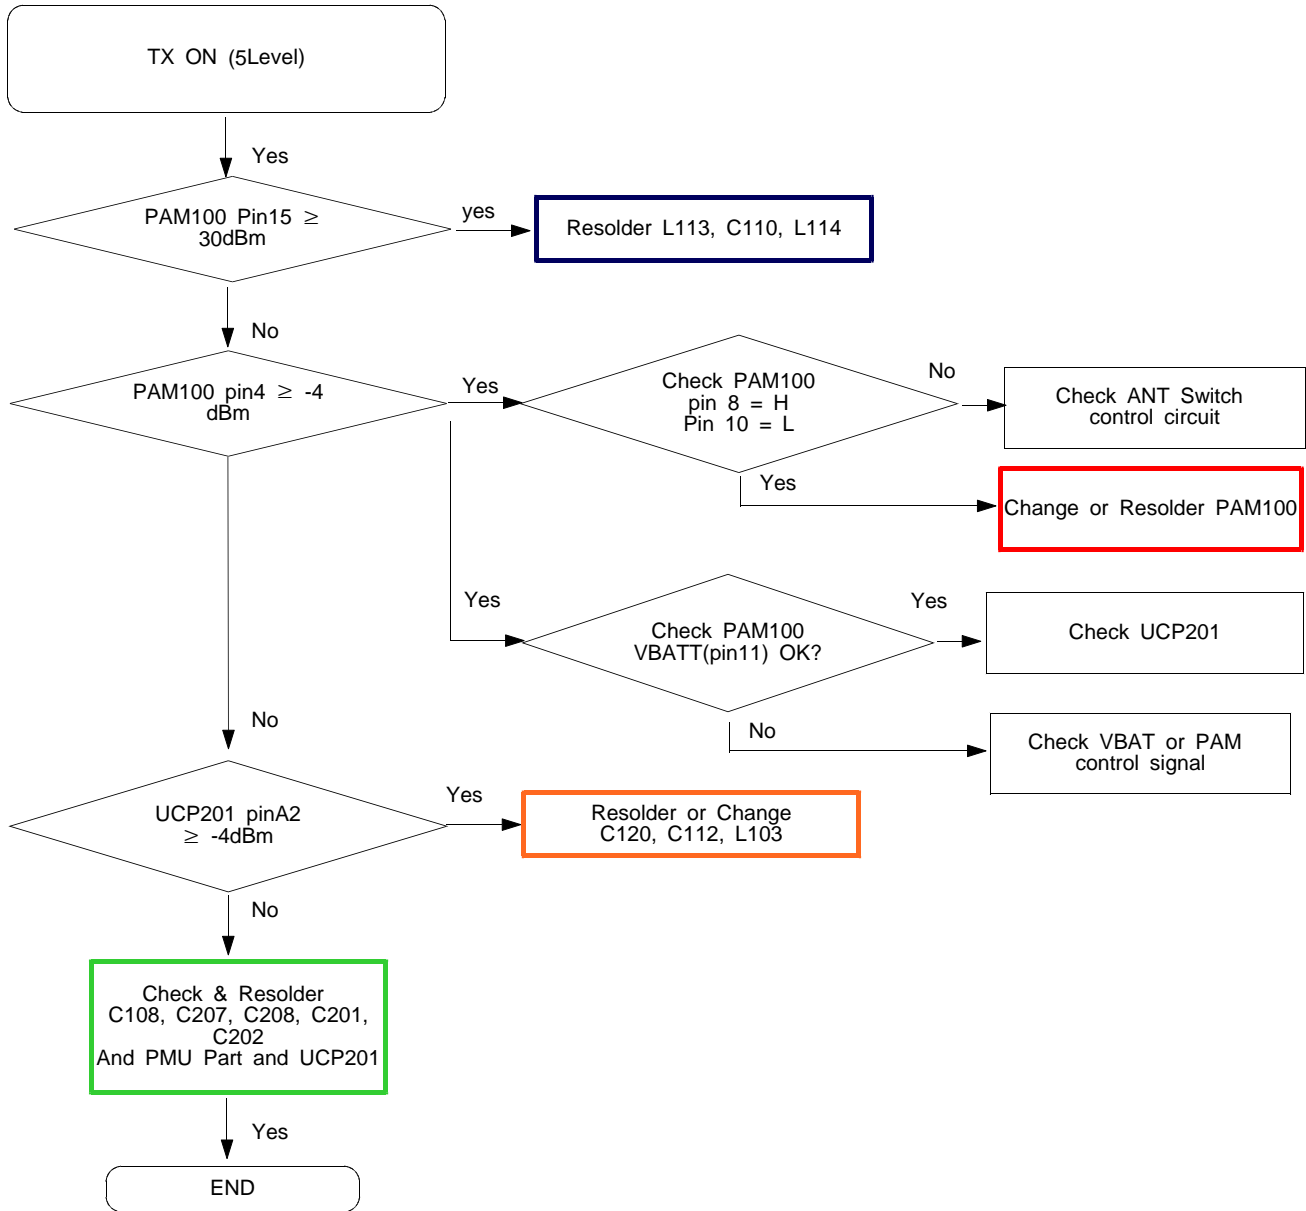 TX ON (5Level)
Yes
PAM100 Pin15 ≥
30dBm
yes
Resolder L113, C110, L114
No
PAM100 pin4 ≥ -4
dBm
Yes
Check PAM100
pin 8 = H
Pin 10 = L
No
Check ANT Switch
control circuit
Yes
Change or Resolder PAM100
Yes
Check PAM100
VBATT(pin11) OK?
Yes
Check UCP201
No
Check VBAT or PAM
control signal
No
UCP201 pinA2
≥ -4dBm
Yes
Resolder or Change
C120, C112, L103
No
Check & Resolder
C108, C207, C208, C201,
C202
And PMU Part and UCP201
Yes
END